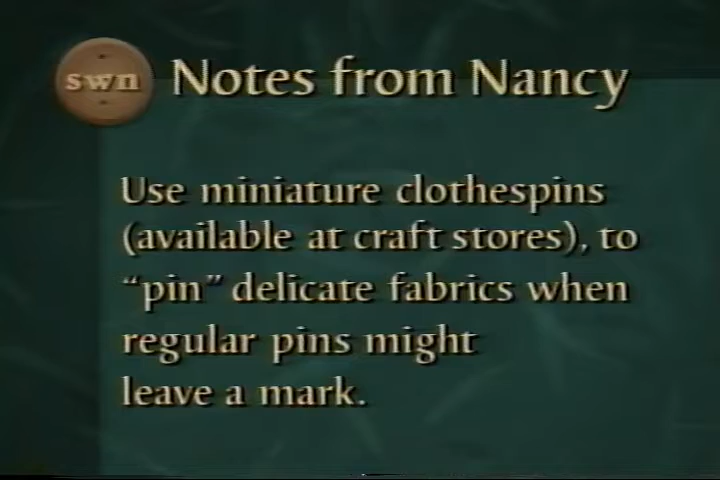 swn
Notes from Nancy
Use miniature clothespins
(available at craft stores), to
“pin” delicate fabrics when
regular pins might
leave a mark.